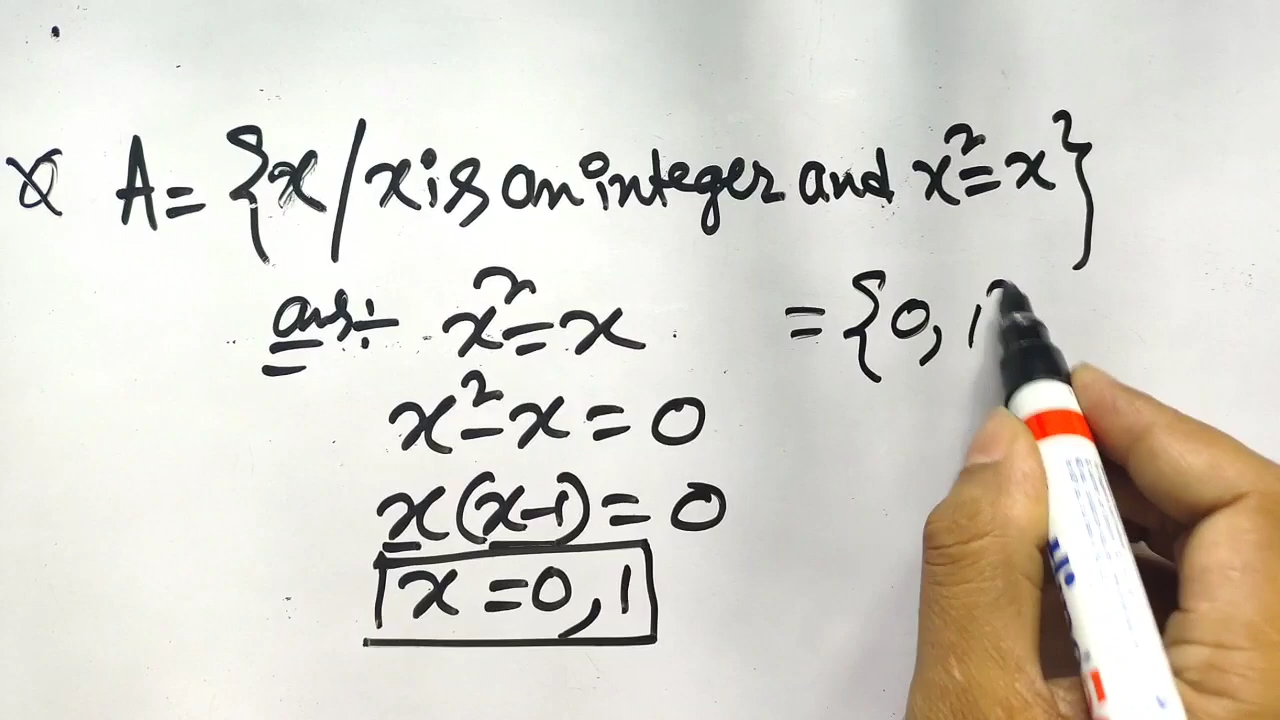 A = {x / x is an integer and x² = x}
ans:- x² = x = {0, 1}
x² - x = 0
x(x-1) = 0
x = 0, 1